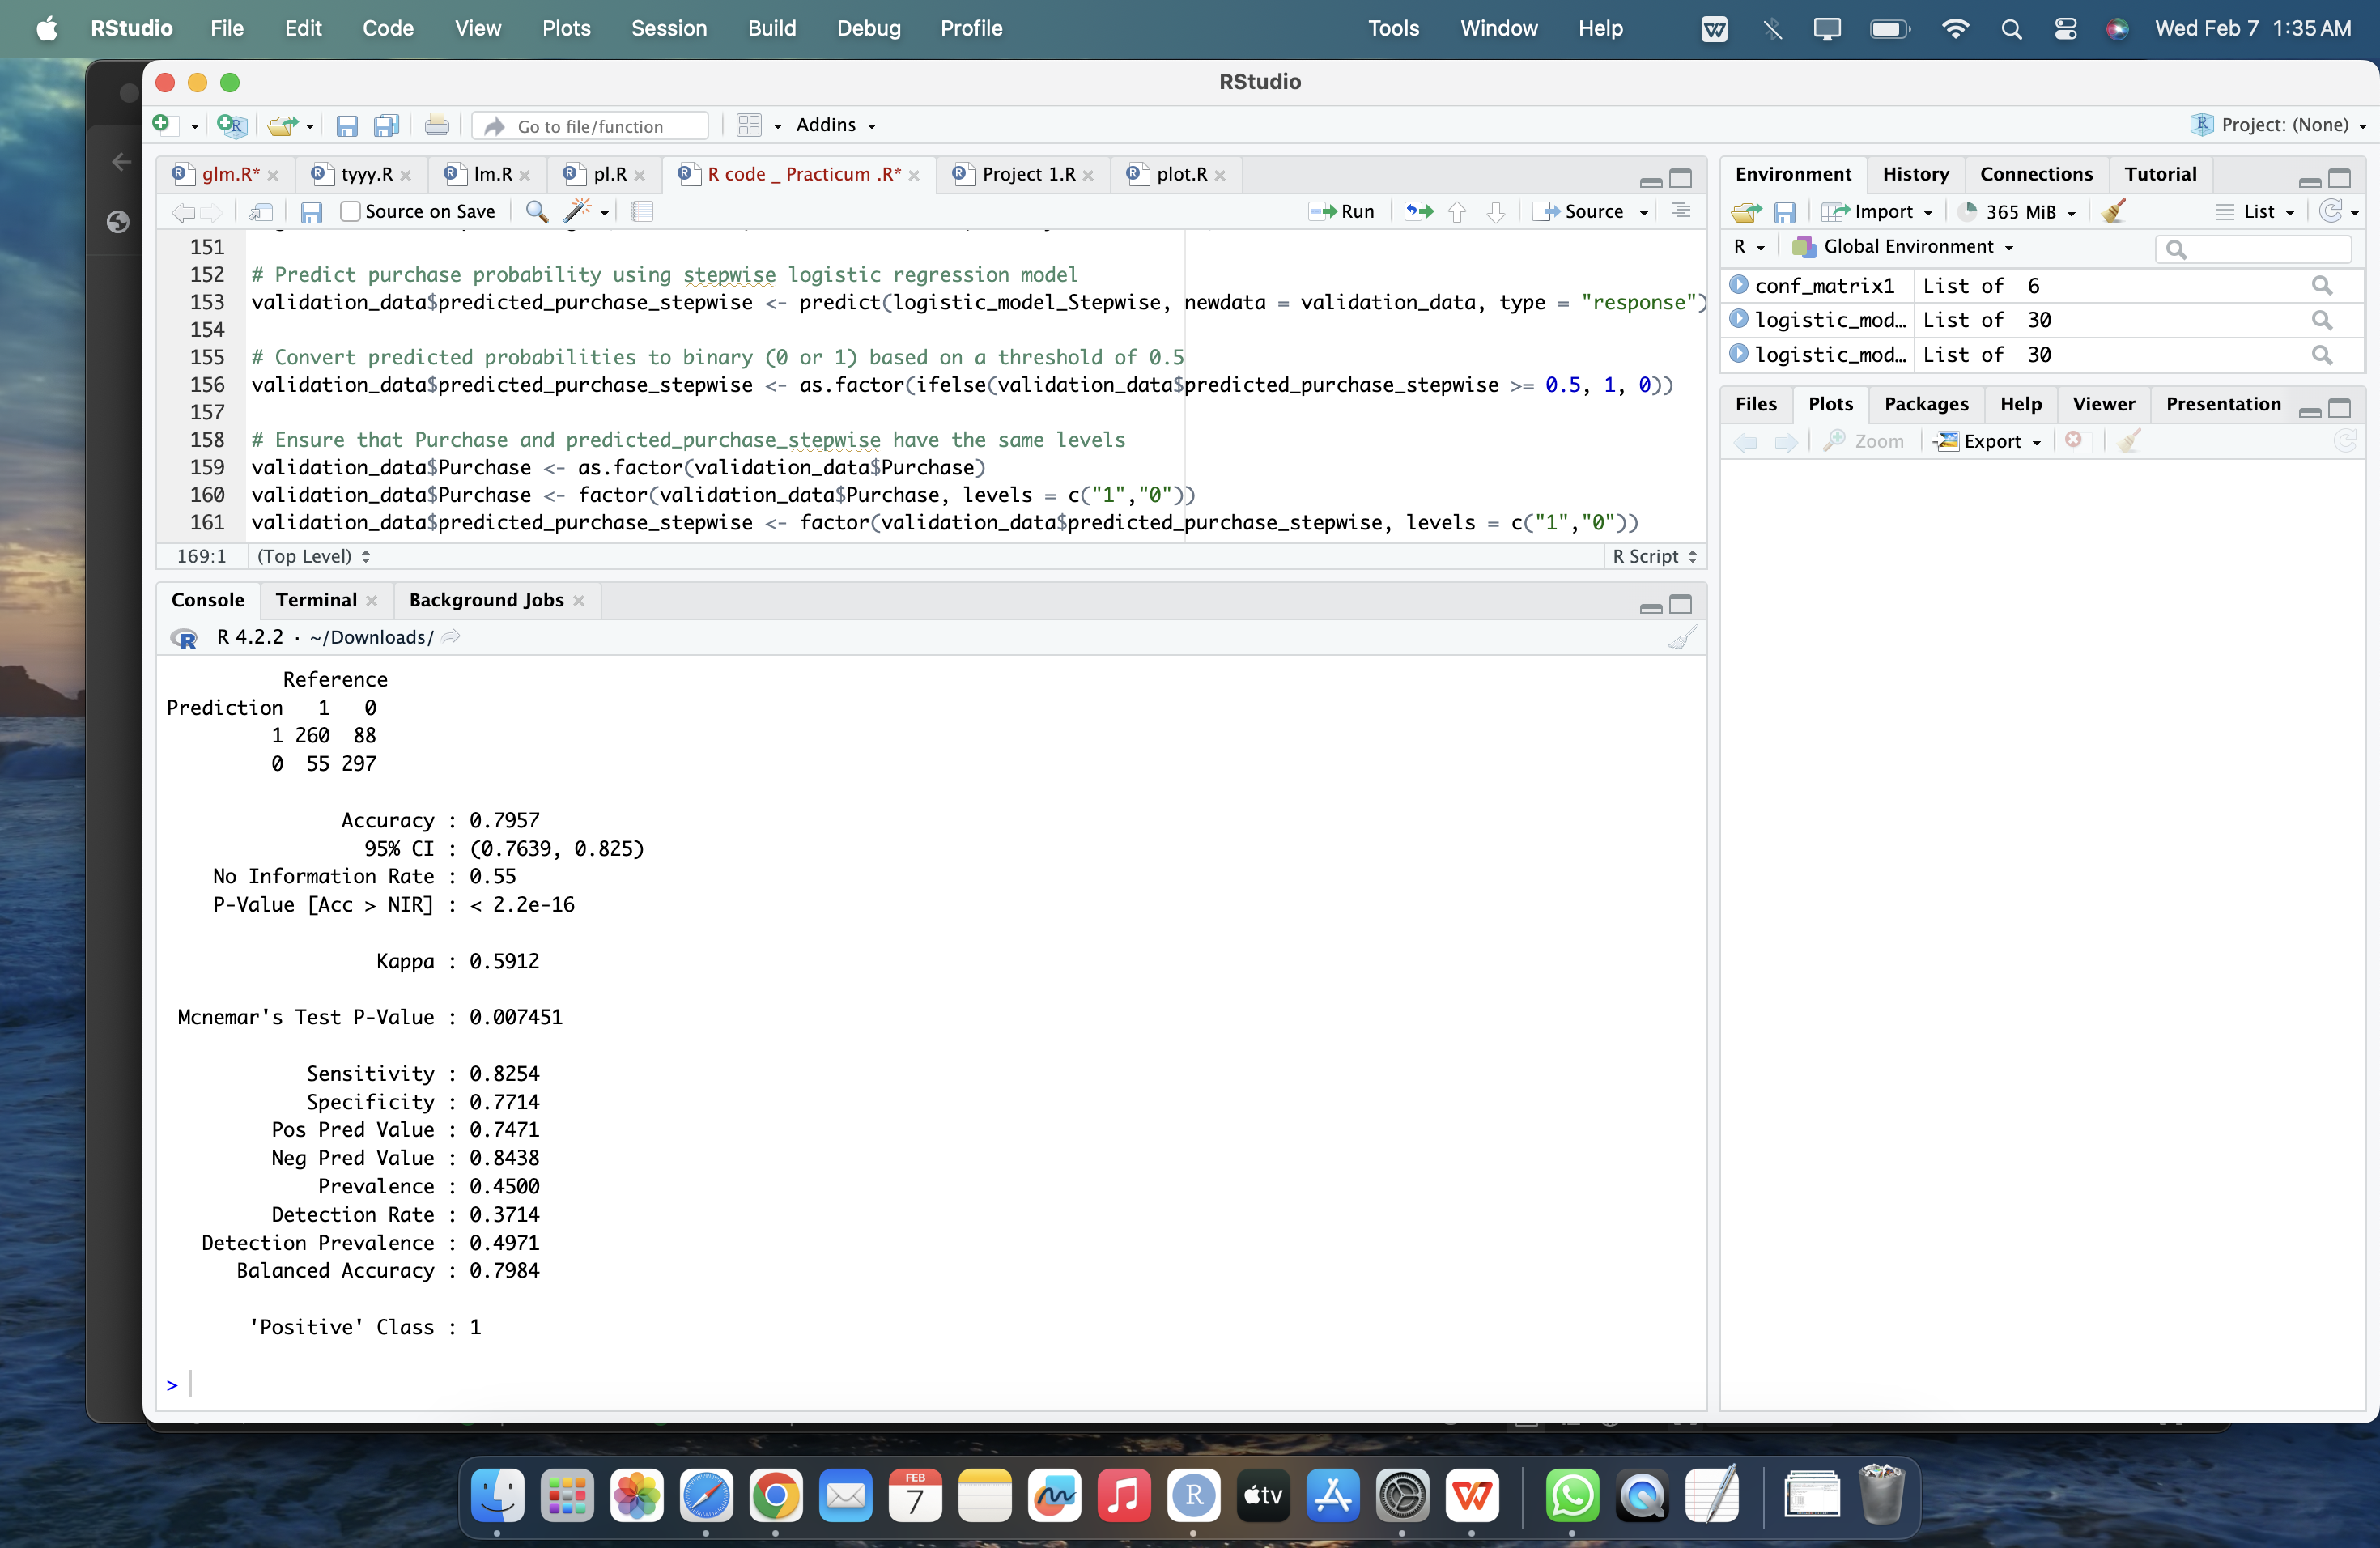 RStudio File Edit Code View Plots Session Build Debug Profile Tools Window Help Wed Feb 7 1:35 AM
RStudio
Go to file/function Addins Project: (None)
glm.R* tyyy.R lm.R pl.R R code _ Practicum .R* Project 1.R plot.R
Source on Save Run Source
151
152 # Predict purchase probability using stepwise logistic regression model
153 validation_data$predicted_purchase_stepwise <- predict(logistic_model_Stepwise, newdata = validation_data, type = "response")
154
155 # Convert predicted probabilities to binary (0 or 1) based on a threshold of 0.5
156 validation_data$predicted_purchase_stepwise <- as.factor(ifelse(validation_data$predicted_purchase_stepwise >= 0.5, 1, 0))
157
158 # Ensure that Purchase and predicted_purchase_stepwise have the same levels
159 validation_data$Purchase <- as.factor(validation_data$Purchase)
160 validation_data$Purchase <- factor(validation_data$Purchase, levels = c("1","0"))
161 validation_data$predicted_purchase_stepwise <- factor(validation_data$predicted_purchase_stepwise, levels = c("1","0"))
169:1 (Top Level) R Script
Console Terminal Background Jobs
R 4.2.2 · ~/Downloads/
Reference
Prediction 1 0
1 260 88
0 55 297
Accuracy : 0.7957
95% CI : (0.7639, 0.825)
No Information Rate : 0.55
P-Value [Acc > NIR] : < 2.2e-16
Kappa : 0.5912
Mcnemar's Test P-Value : 0.007451
Sensitivity : 0.8254
Specificity : 0.7714
Pos Pred Value : 0.7471
Neg Pred Value : 0.8438
Prevalence : 0.4500
Detection Rate : 0.3714
Detection Prevalence : 0.4971
Balanced Accuracy : 0.7984
'Positive' Class : 1
>
Environment History Connections Tutorial
Import 365 MiB List
R Global Environment
conf_matrix1 List of 6
logistic_mod… List of 30
logistic_mod… List of 30
Files Plots Packages Help Viewer Presentation
Zoom Export
FEB
7
R
tv